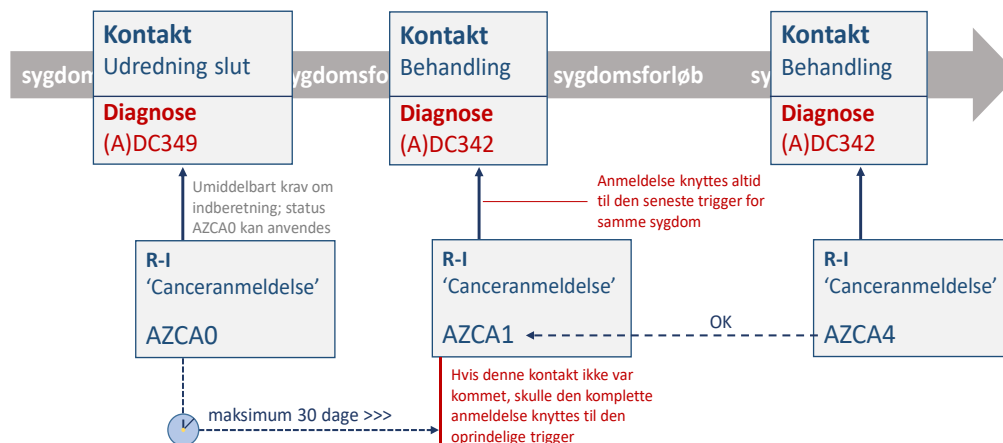 Kontakt
Udredning slut
Kontakt
Behandling
Kontakt
Behandling
sygdom
sygdomsfo
sygdomsforløb
sy
Diagnose
(A)DC349
Diagnose
(A)DC342
Diagnose
(A)DC342
Umiddelbart krav om
indberetning; status
AZCA0 kan anvendes
Anmeldelse knyttes altid
til den seneste trigger for
samme sygdom
R-I
'Canceranmeldelse'
AZCA0
R-I
'Canceranmeldelse'
AZCA1
OK
R-I
'Canceranmeldelse'
AZCA4
maksimum 30 dage >>>
Hvis denne kontakt ikke var
kommet, skulle den komplette
anmeldelse knyttes til den
oprindelige trigger